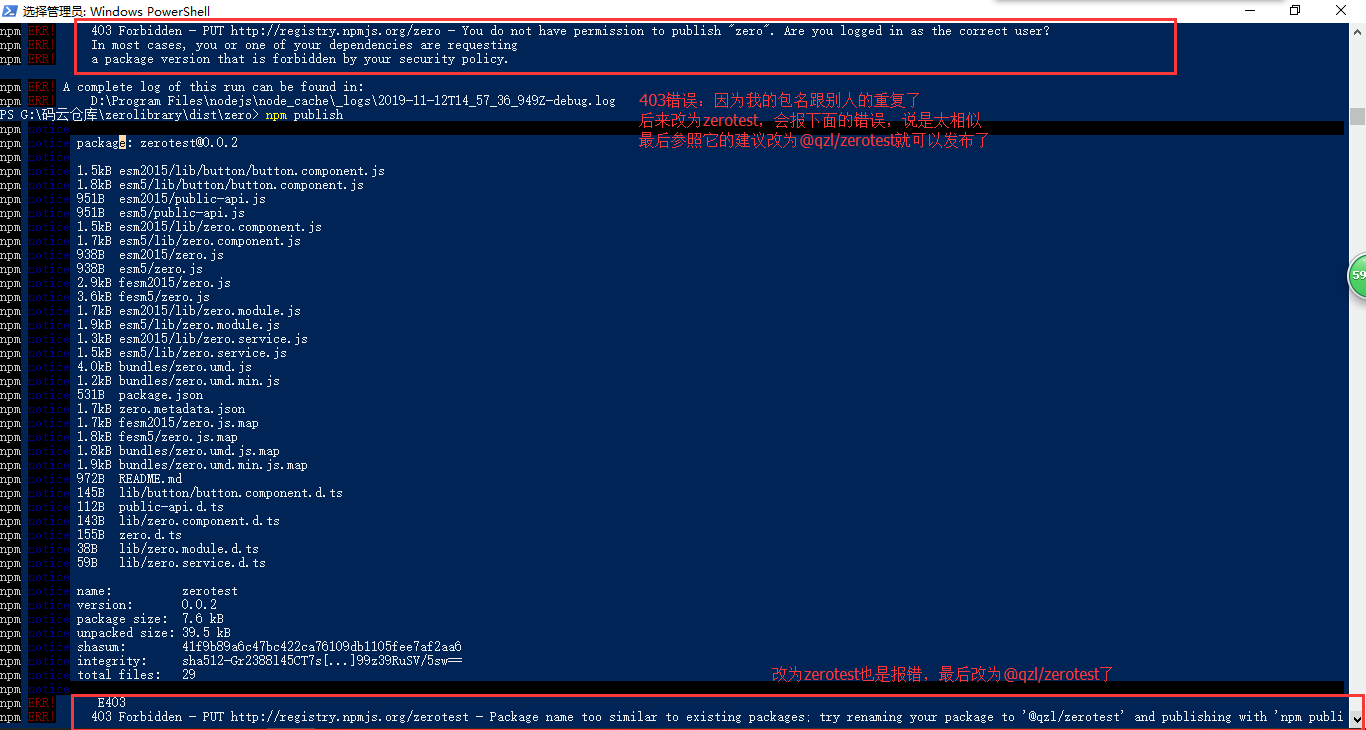 选择管理员: Windows PowerShell
npm ERR! 403 Forbidden - PUT http://registry.npmjs.org/zero - You do not have permission to publish "zero". Are you logged in as the correct user?
npm ERR! In most cases, you or one of your dependencies are requesting
npm ERR! a package version that is forbidden by your security policy.
npm ERR! A complete log of this run can be found in:
npm ERR!     D:\Program Files\nodejs\node_cache\_logs\2019-11-12T14_57_36_949Z-debug.log
403错误：因为我的包名跟别人的重复了
PS G:\码云仓库\zerolibrary\dist\zero> npm publish
后来改为zerotest，会报下面的错误，说是太相似
npm notice
最后参照它的建议改为@qzl/zerotest就可以发布了
npm notice package: zerotest@0.0.2
npm notice
npm notice 1.5kB esm2015/lib/button/button.component.js
npm notice 1.8kB esm5/lib/button/button.component.js
npm notice 951B  esm2015/public-api.js
npm notice 951B  esm5/public-api.js
npm notice 1.5kB esm2015/lib/zero.component.js
npm notice 1.7kB esm5/lib/zero.component.js
npm notice 938B  esm2015/zero.js
npm notice 938B  esm5/zero.js
npm notice 2.9kB fesm2015/zero.js
npm notice 3.6kB fesm5/zero.js
npm notice 1.7kB esm2015/lib/zero.module.js
npm notice 1.9kB esm5/lib/zero.module.js
npm notice 1.3kB esm2015/lib/zero.service.js
npm notice 1.5kB esm5/lib/zero.service.js
59
npm notice 4.0kB bundles/zero.umd.js
npm notice 1.2kB bundles/zero.umd.min.js
npm notice 531B  package.json
npm notice 1.7kB zero.metadata.json
npm notice 1.7kB fesm2015/zero.js.map
npm notice 1.8kB fesm5/zero.js.map
npm notice 1.8kB bundles/zero.umd.js.map
npm notice 1.9kB bundles/zero.umd.min.js.map
npm notice 972B  README.md
npm notice 145B  lib/button/button.component.d.ts
npm notice 112B  public-api.d.ts
npm notice 143B  lib/zero.component.d.ts
npm notice 155B  zero.d.ts
npm notice 38B   lib/zero.module.d.ts
npm notice 59B   lib/zero.service.d.ts
npm notice
npm notice name:          zerotest
npm notice version:       0.0.2
npm notice package size:  7.6 kB
npm notice unpacked size: 39.5 kB
npm notice shasum:        41f9b89a6c47bc422ca76109db1105fee7af2aa6
npm notice integrity:     sha512-Gr2388l45CT7s[...]99z39RuSV/5sw==
npm notice total files:   29
改为zerotest也是报错，最后改为@qzl/zerotest了
npm notice
npm ERR! E403
npm ERR! 403 Forbidden - PUT http://registry.npmjs.org/zerotest - Package name too similar to existing packages; try renaming your package to '@qzl/zerotest' and publishing with 'npm publi